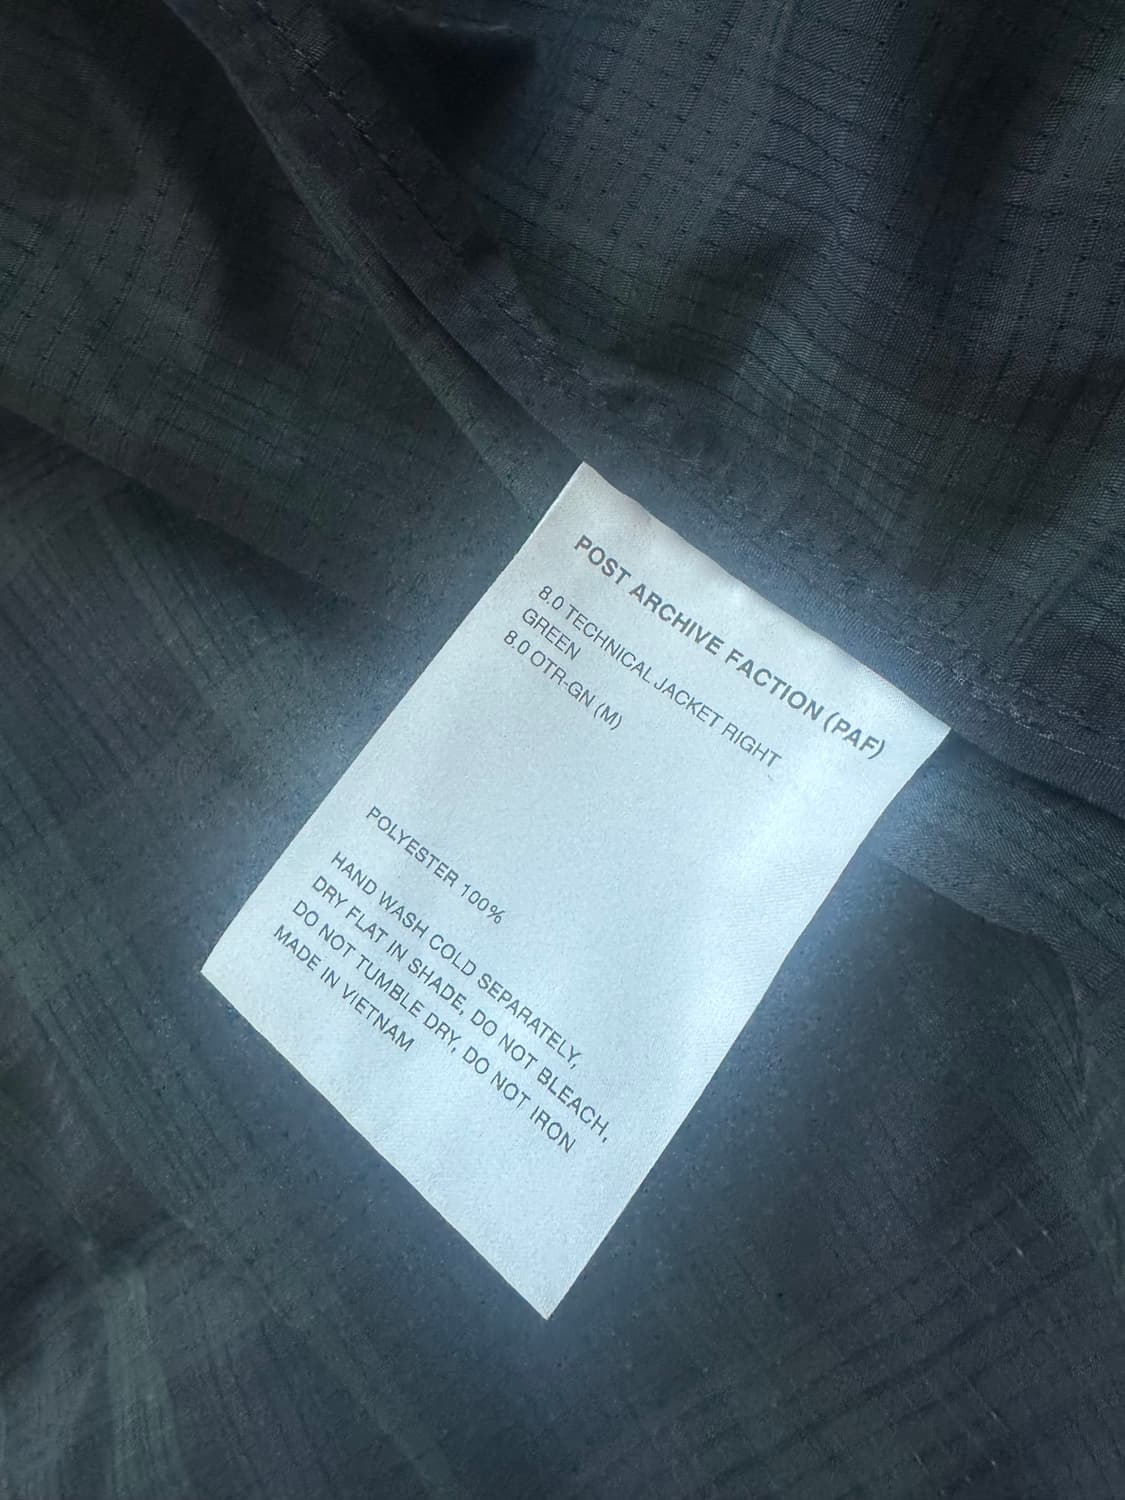 POST ARCHIVE FACTION (PAF)
8.0 TECHNICAL JACKET RIGHT
GREEN
8.0 OTR-GN (M)
POLYESTER 100%
HAND WASH COLD SEPARATELY,
DRY FLAT IN SHADE, DO NOT BLEACH,
DO NOT TUMBLE DRY, DO NOT IRON
MADE IN VIETNAM